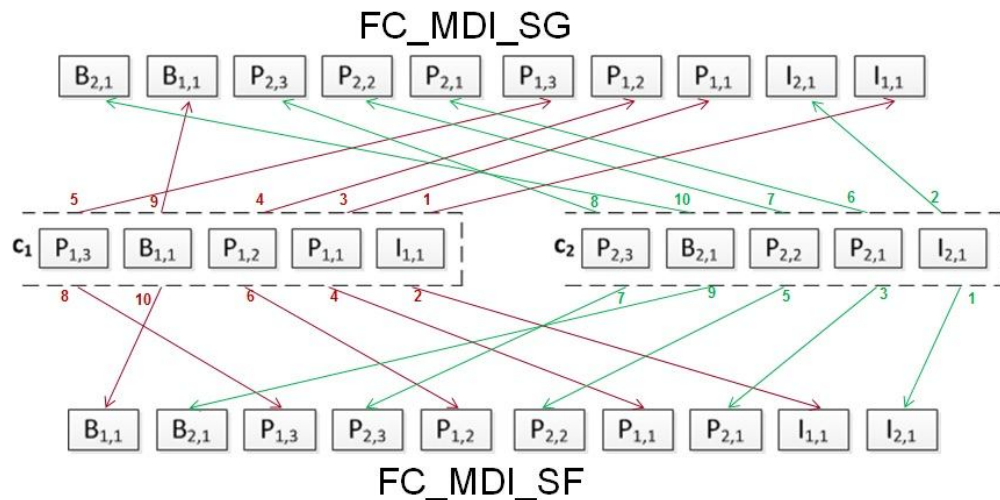 FC_MDI_SG
B2,1 B1,1 P2,3 P2,2 P2,1 P1,3 P1,2 P1,1 I2,1 I1,1
5 9 4 3 1 8 10 7 6 2
c1 P1,3 B1,1 P1,2 P1,1 I1,1 c2 P2,3 B2,1 P2,2 P2,1 I2,1
8 10 6 4 2 7 9 5 3 1
B1,1 B2,1 P1,3 P2,3 P1,2 P2,2 P1,1 P2,1 I1,1 I2,1
FC_MDI_SF